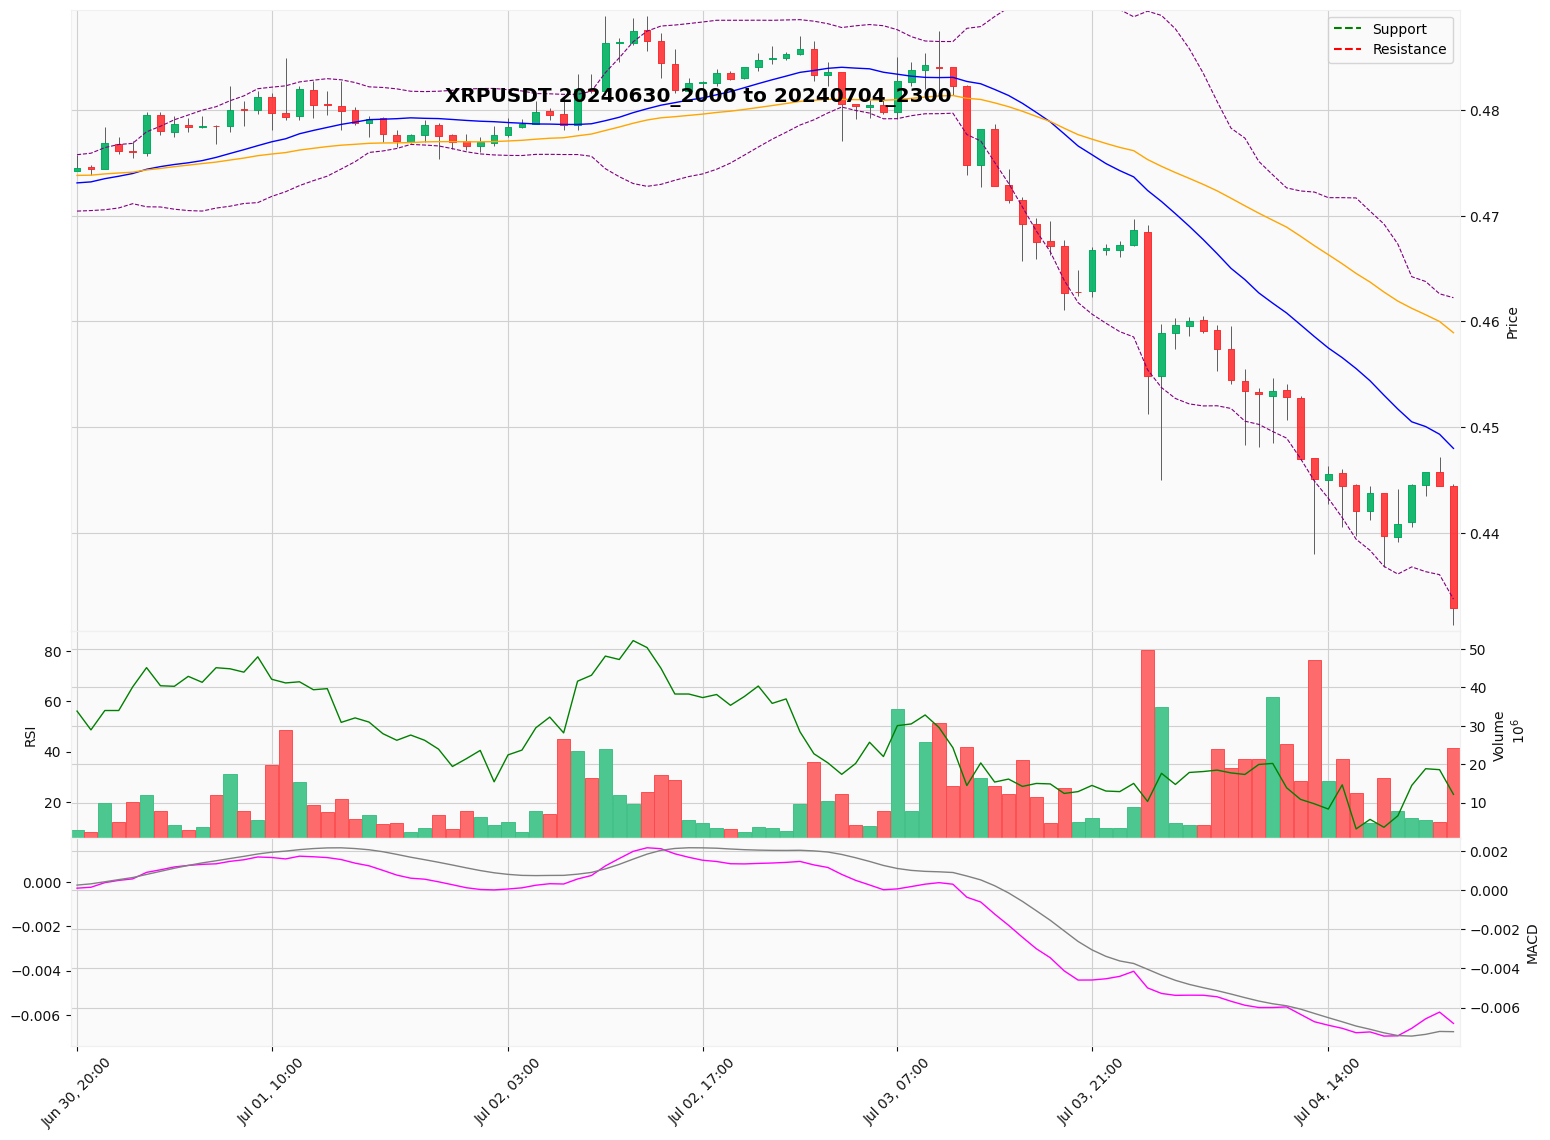 XRPUSDT 20240630_2000 to 20240704_2300
Support
Resistance
0.48
0.47
0.46
0.45
0.44
Price
80
60
40
20
RSI
50
40
30
20
10
Volume
10^6
0.000
−0.002
−0.004
−0.006
0.002
0.000
−0.002
−0.004
−0.006
MACD
Jun 30, 20:00
Jul 01, 10:00
Jul 02, 03:00
Jul 02, 17:00
Jul 03, 07:00
Jul 03, 21:00
Jul 04, 14:00